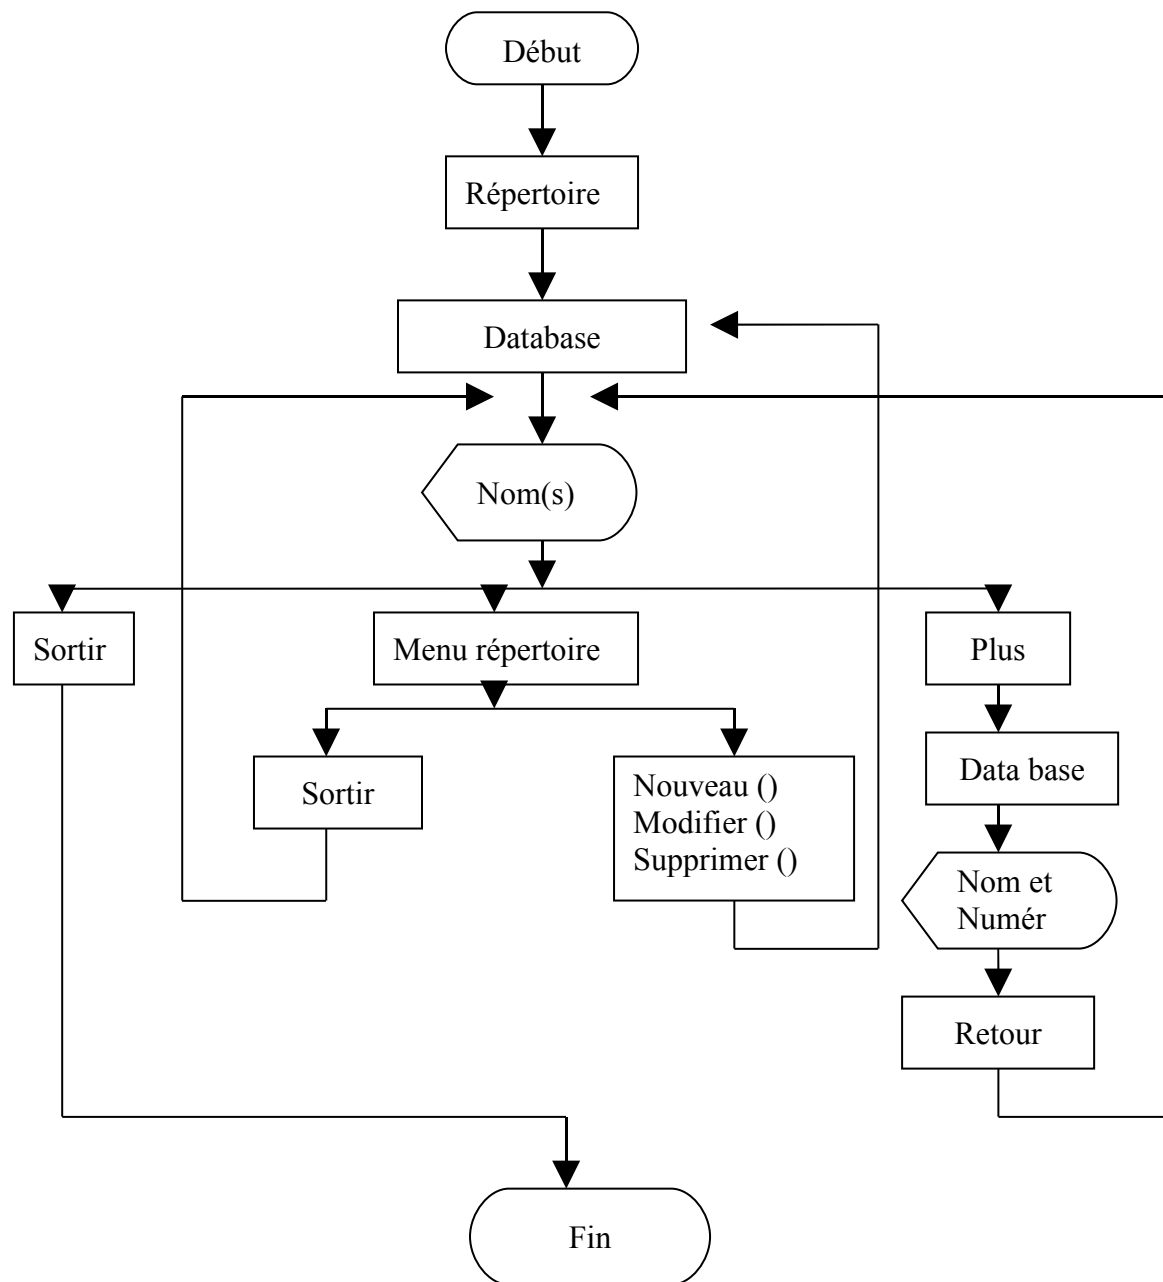 Début
Répertoire
Database
Nom(s)
Sortir
Menu répertoire
Plus
Sortir
Nouveau ()
Modifier ()
Supprimer ()
Data base
Nom et
Numér
Retour
Fin